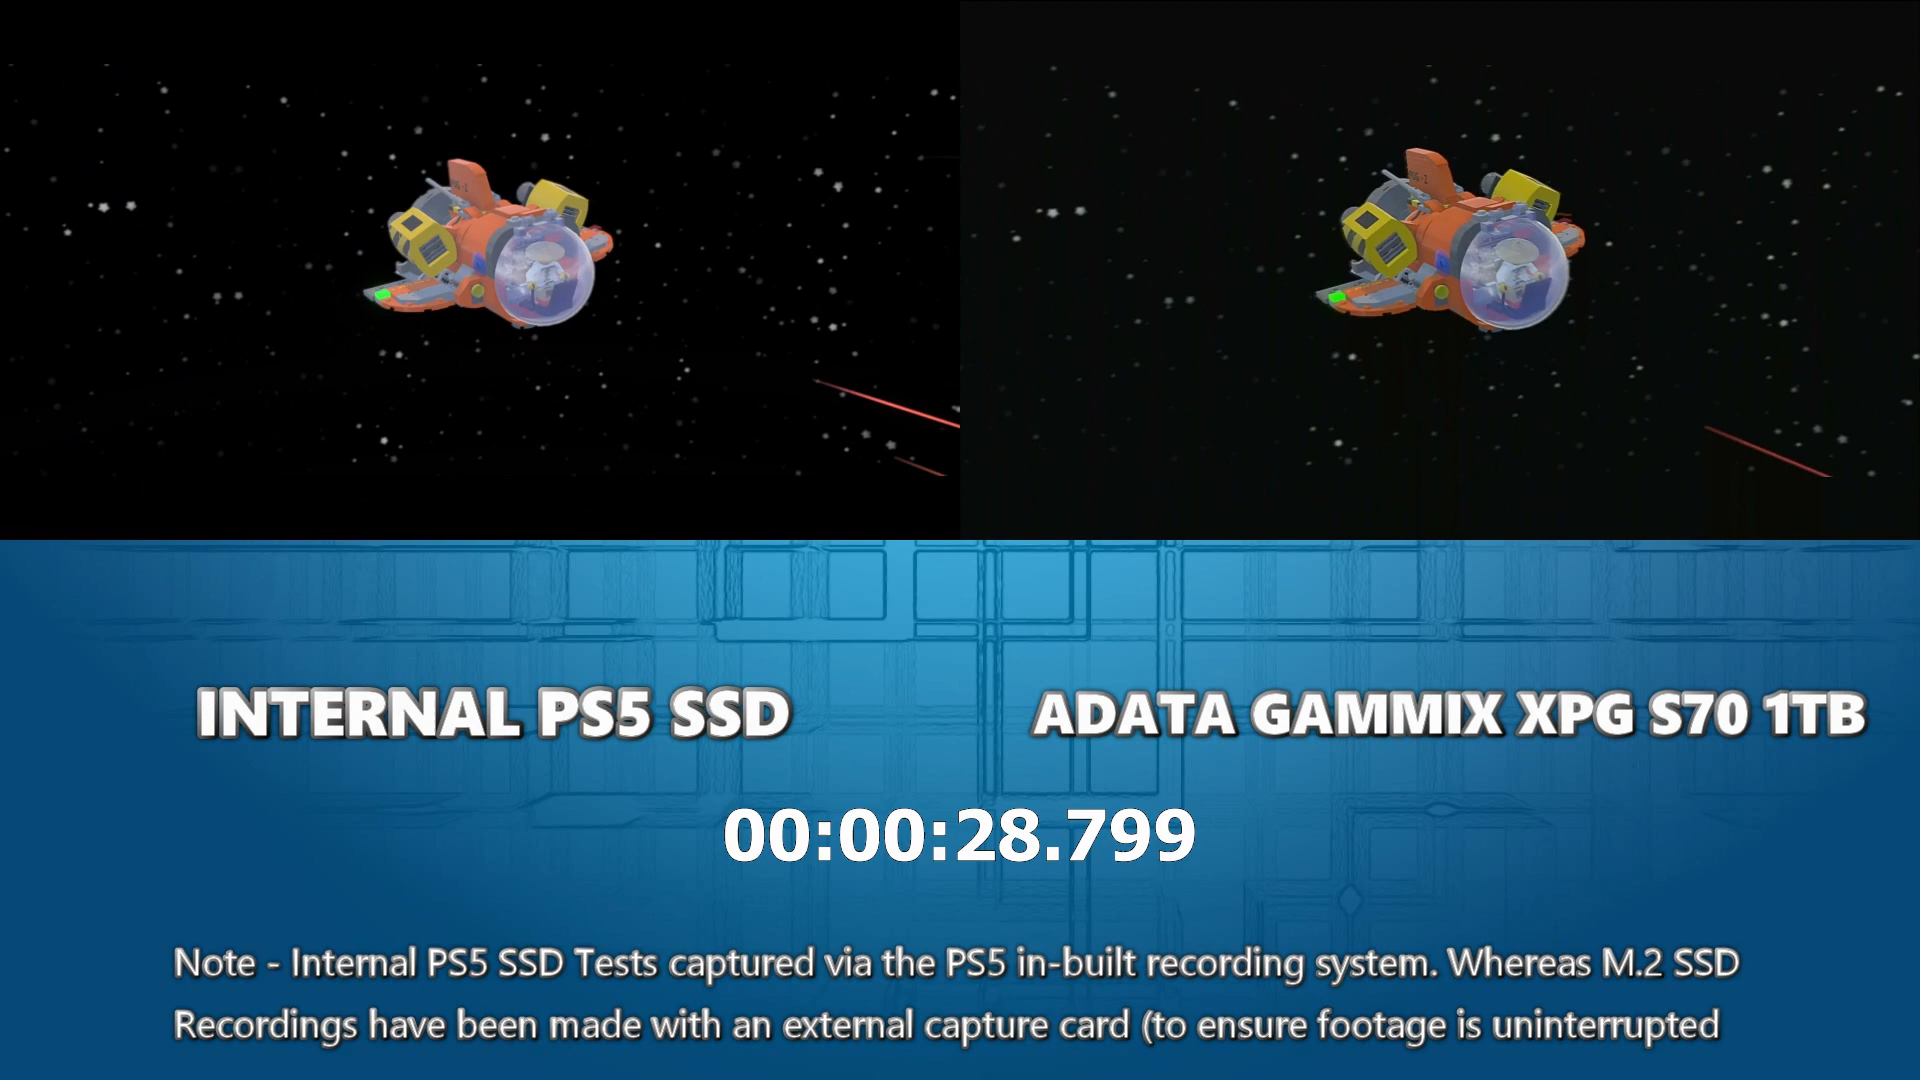 INTERNAL PS5 SSD
ADATA GAMMIX XPG S70 1TB
00:00:28.799
Note - Internal PS5 SSD Tests captured via the PS5 in-built recording system. Whereas M.2 SSD
Recordings have been made with an external capture card (to ensure footage is uninterrupted